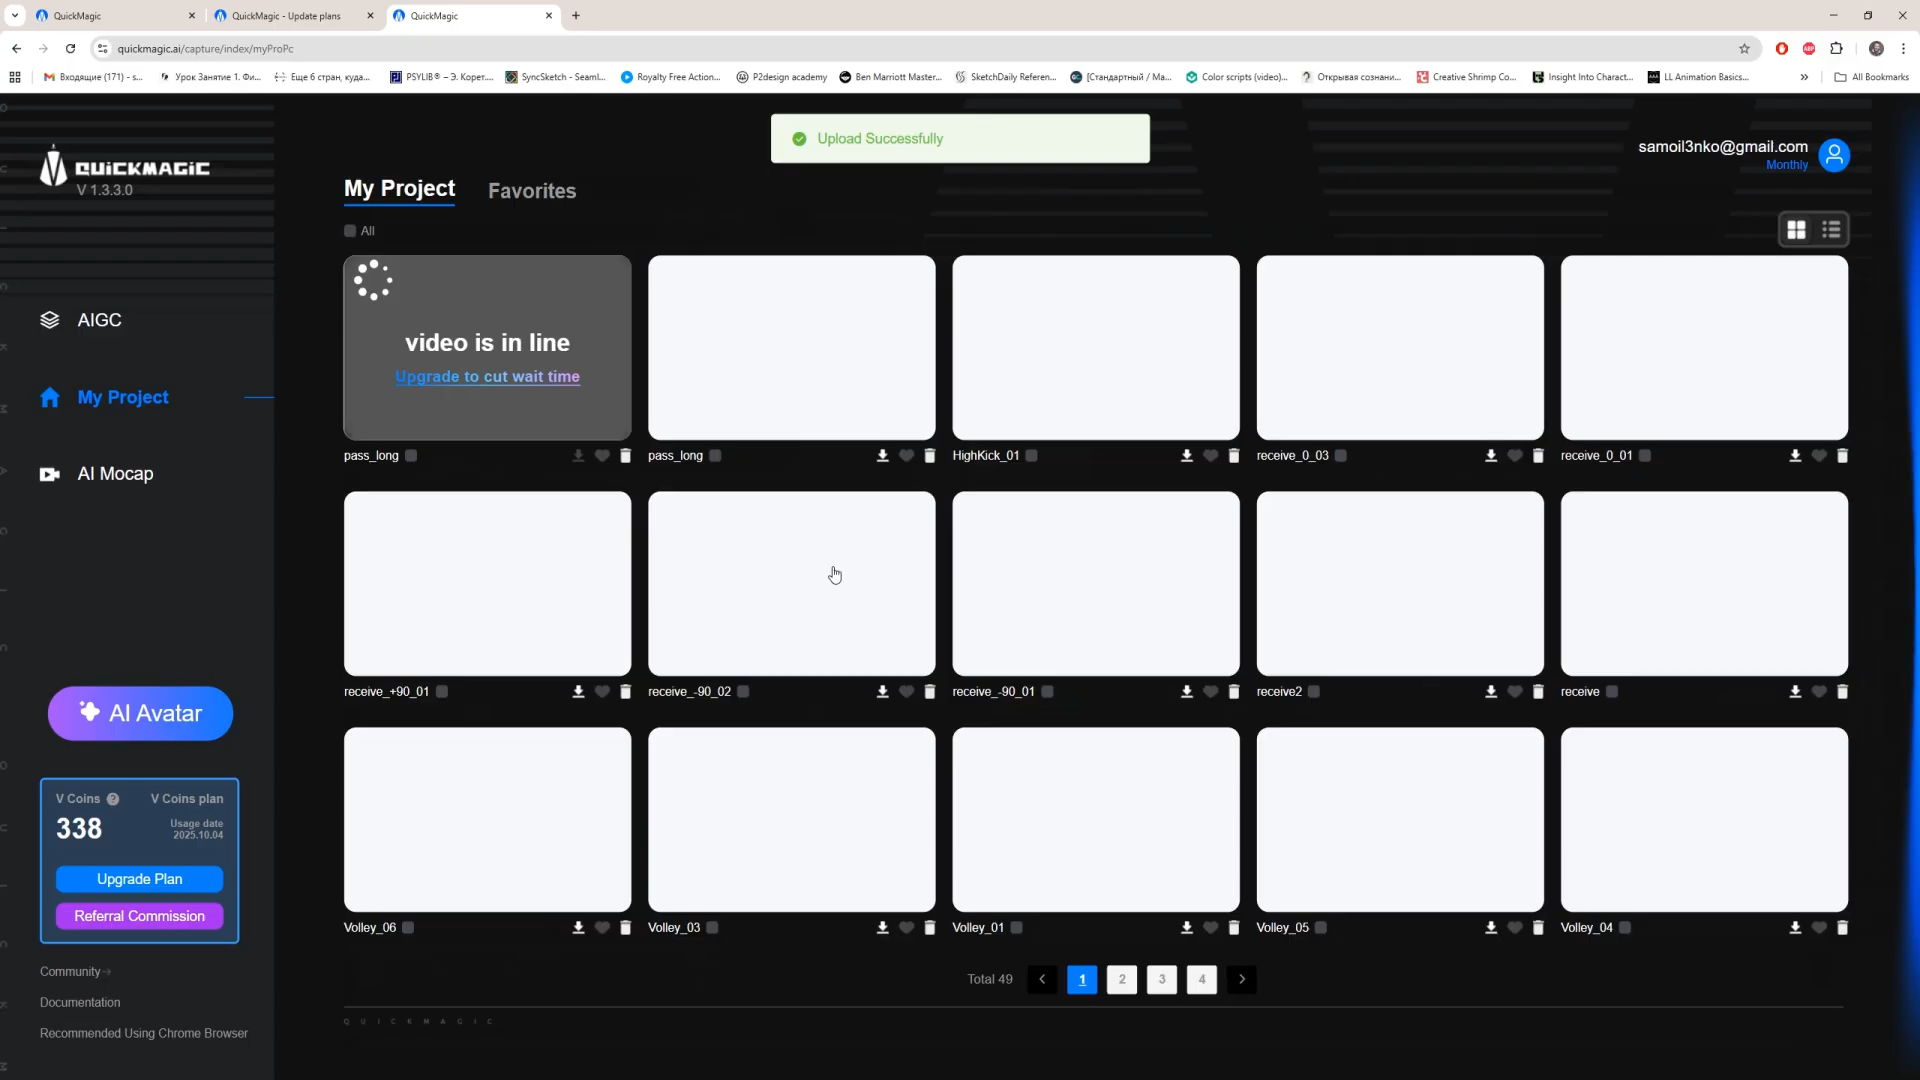 QuickMagic
QuickMagic - Update plans
QuickMagic
quickmagic.ai/capture/index/myProPc
Входящие (171) - s...
Урок Занятие 1. Фи...
Еще 6 стран, куда...
PSYLIB® – Э. Корет...
SyncSketch - Seaml...
Royalty Free Action...
P2design academy
Ben Marriott Master...
SketchDaily Referen...
[Стандартный / Ma...
Color scripts (video)...
Открывая сознани...
Creative Shrimp Co...
Insight Into Charact...
LL Animation Basics...
All Bookmarks
Upload Successfully
QUICKMAGIC
V 1.3.3.0
samoil3nko@gmail.com
Monthly
My Project
Favorites
All
AIGC
My Project
AI Mocap
video is in line
Upgrade to cut wait time
pass_long
pass_long
HighKick_01
receive_0_03
receive_0_01
receive_+90_01
receive_-90_02
receive_-90_01
receive2
receive
Volley_06
Volley_03
Volley_01
Volley_05
Volley_04
AI Avatar
V Coins
V Coins plan
338
Usage date
2025.10.04
Upgrade Plan
Referral Commission
Community
Documentation
Recommended Using Chrome Browser
Total 49
1
2
3
4
QUICKMAGIC